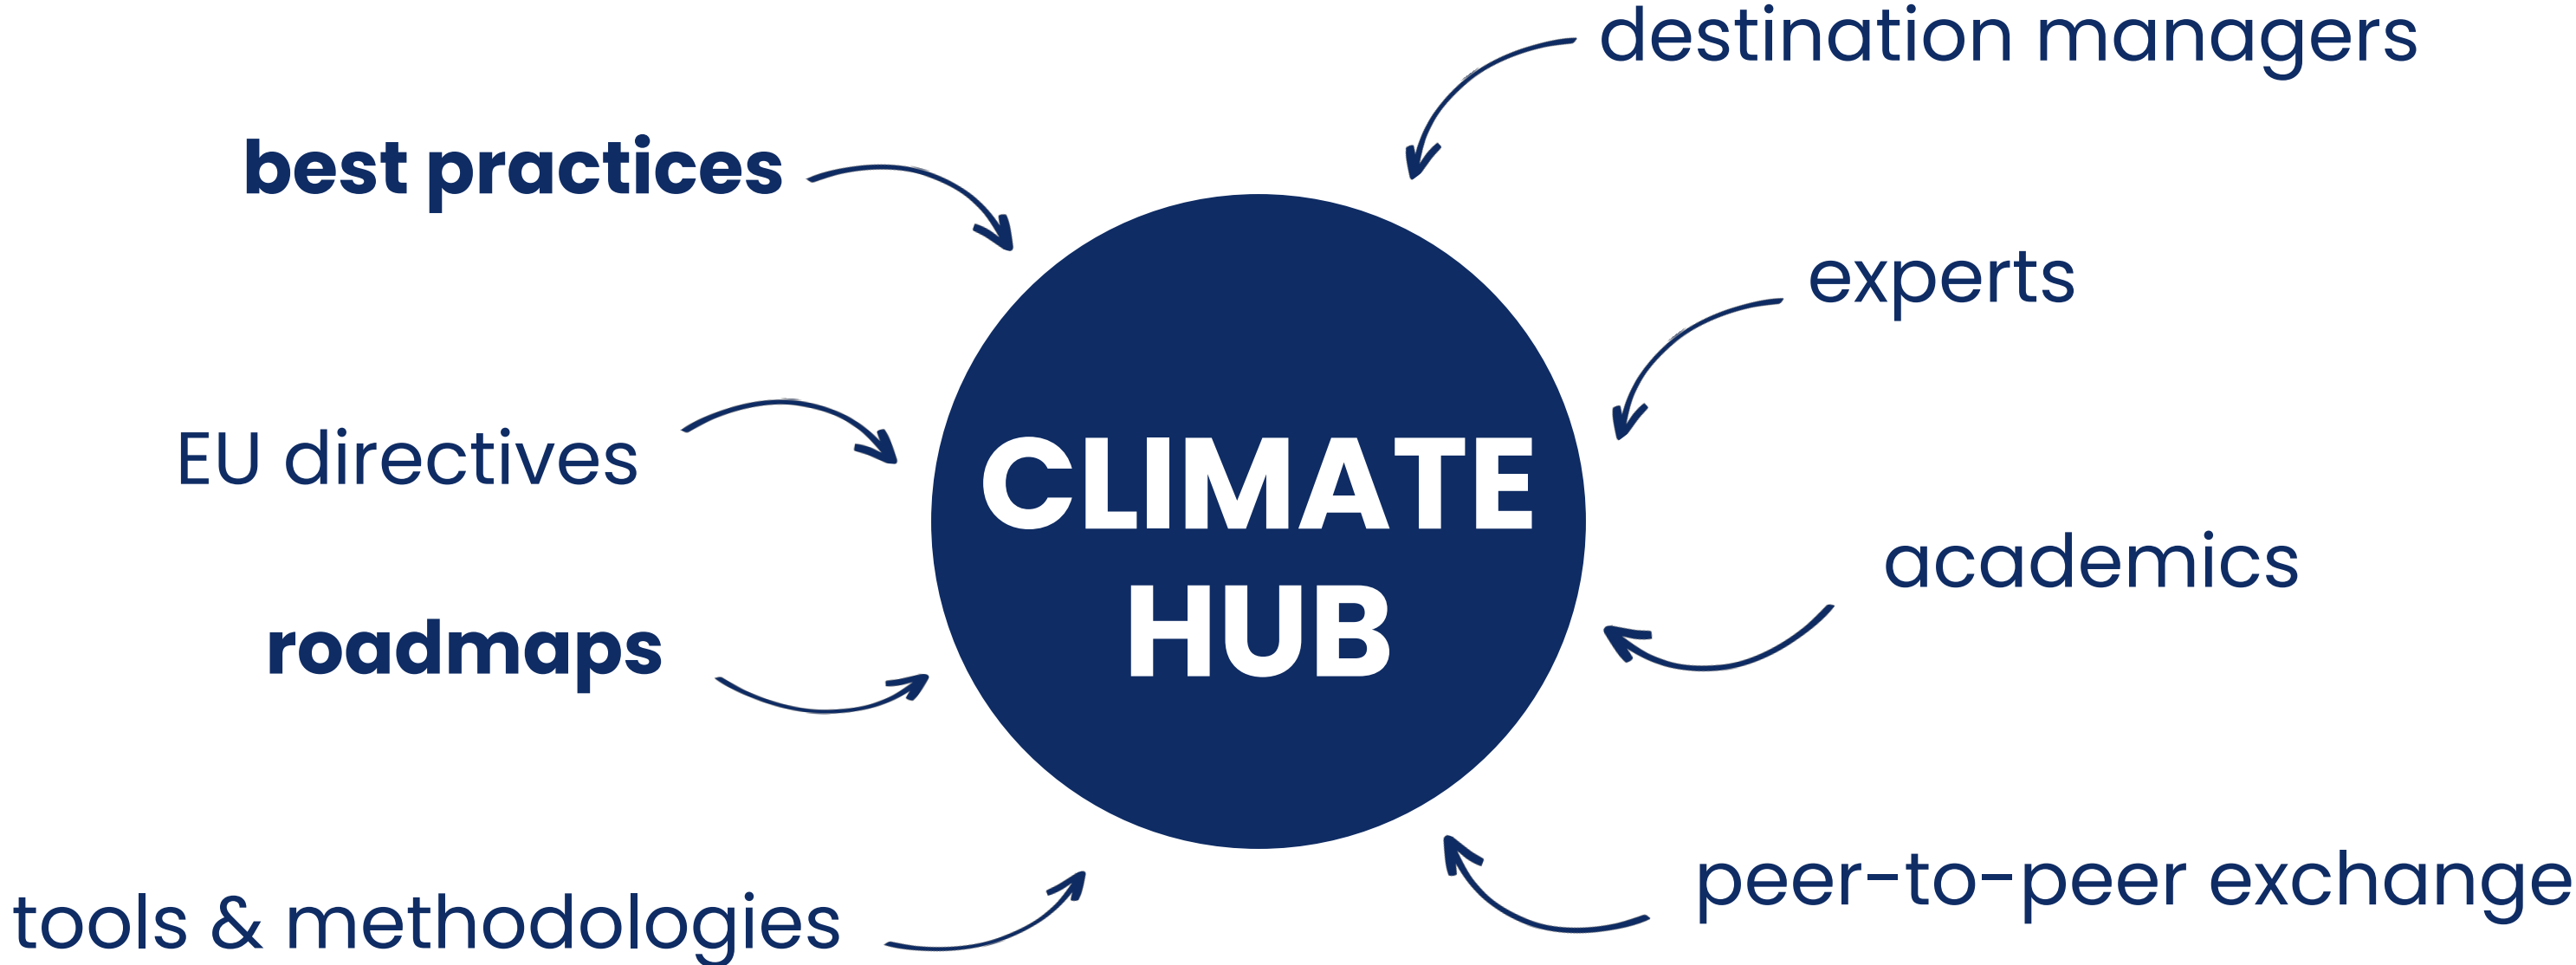 destination managers
best practices
experts
EU directives
CLIMATE
HUB
academics
roadmaps
peer-to-peer exchange
tools & methodologies